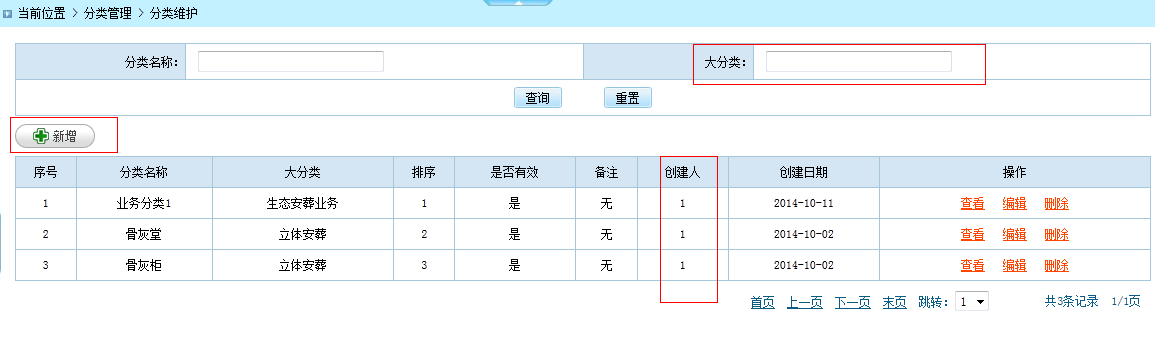 当前位置 > 分类管理 > 分类维护
分类名称： 大分类：
查询 重置
新增
序号 分类名称 大分类 排序 是否有效 备注 创建人 创建日期 操作
1 业务分类1 生态安葬业务 1 是 无 1 2014-10-11 查看 编辑 删除
2 骨灰堂 立体安葬 2 是 无 1 2014-10-02 查看 编辑 删除
3 骨灰柜 立体安葬 3 是 无 1 2014-10-02 查看 编辑 删除
首页 上一页 下一页 末页 跳转： 1 共3条记录 1/1页